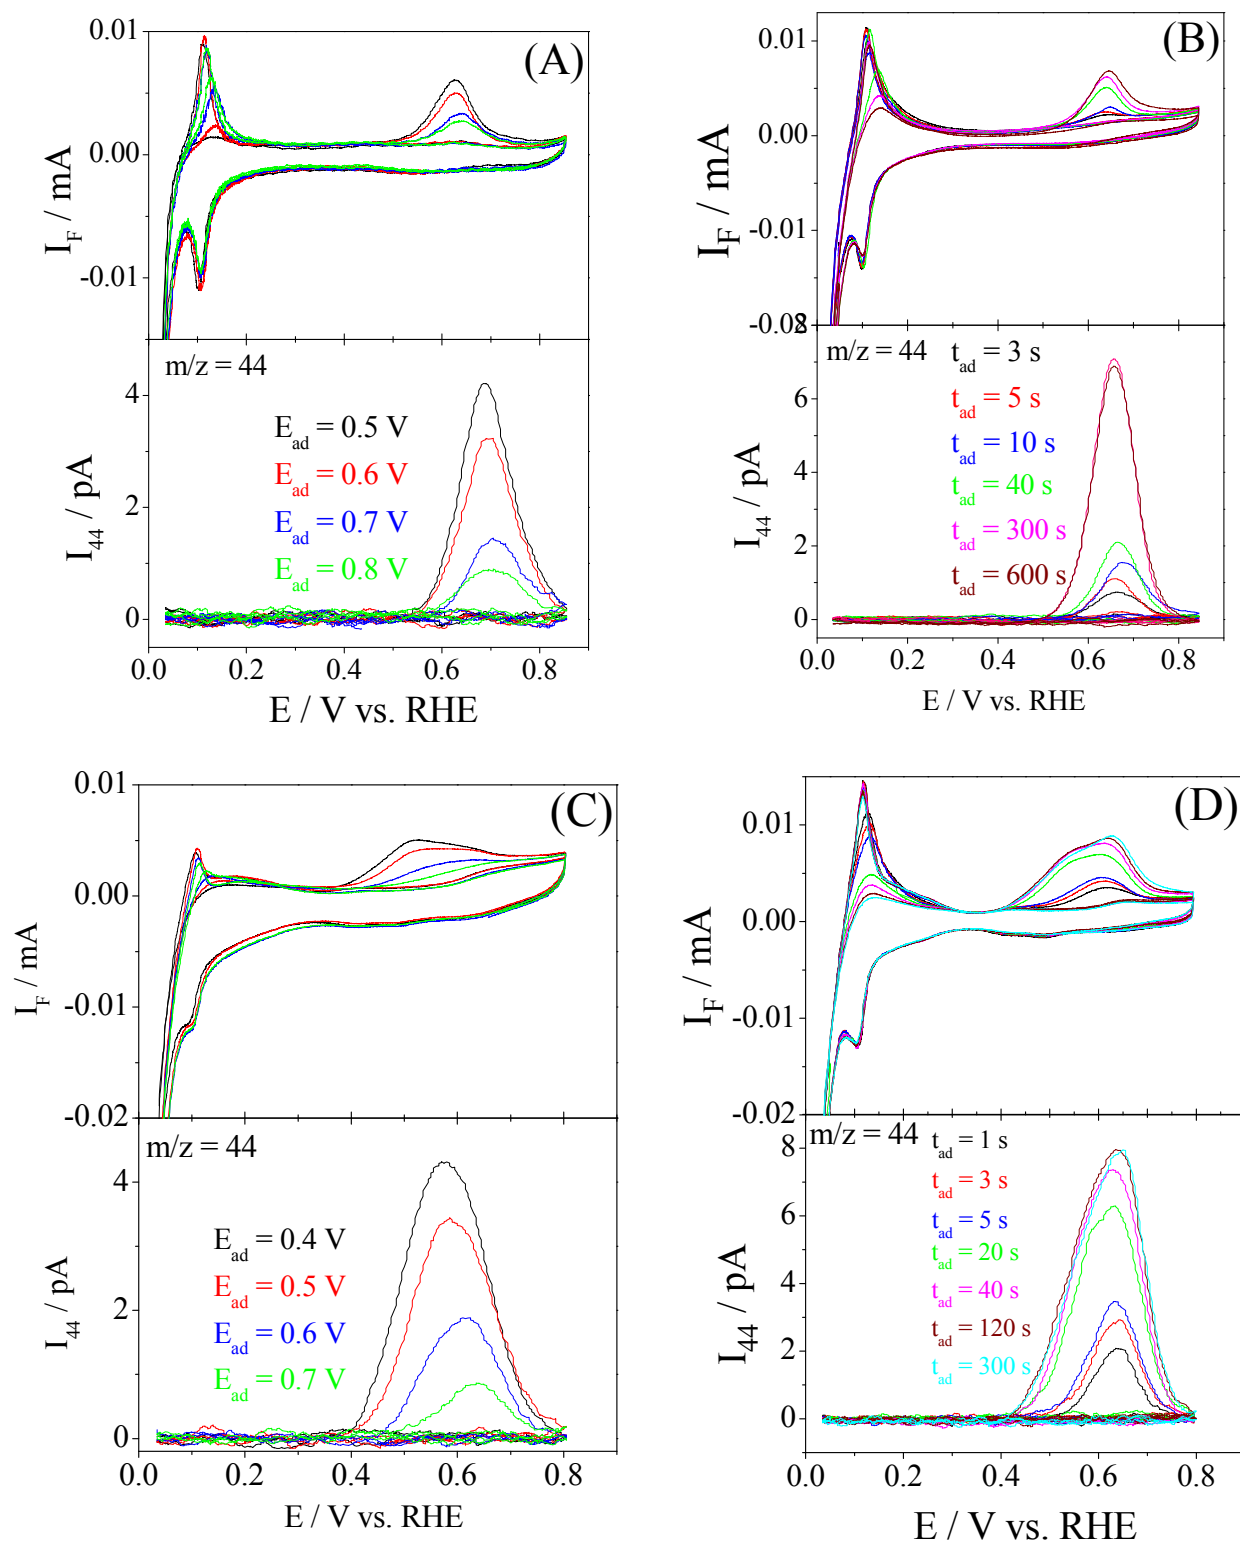 (A)
0.01
0.00
-0.01
I_F / mA
m/z = 44
E_ad = 0.5 V
E_ad = 0.6 V
E_ad = 0.7 V
E_ad = 0.8 V
4
2
0
I_44 / pA
0.0 0.2 0.4 0.6 0.8
E / V vs. RHE
(B)
0.01
0.00
-0.01
-0.02
I_F / mA
m/z = 44
t_ad = 3 s
t_ad = 5 s
t_ad = 10 s
t_ad = 40 s
t_ad = 300 s
t_ad = 600 s
8
6
4
2
0
I_44 / pA
0.0 0.2 0.4 0.6 0.8
E / V vs. RHE
(C)
0.01
0.00
-0.01
-0.02
I_F / mA
m/z = 44
E_ad = 0.4 V
E_ad = 0.5 V
E_ad = 0.6 V
E_ad = 0.7 V
4
2
0
I_44 / pA
0.0 0.2 0.4 0.6 0.8
E / V vs. RHE
(D)
0.01
0.00
-0.01
-0.02
I_F / mA
m/z = 44
t_ad = 1 s
t_ad = 3 s
t_ad = 5 s
t_ad = 20 s
t_ad = 40 s
t_ad = 120 s
t_ad = 300 s
8
6
4
2
0
I_44 / pA
0.0 0.2 0.4 0.6 0.8
E / V vs. RHE